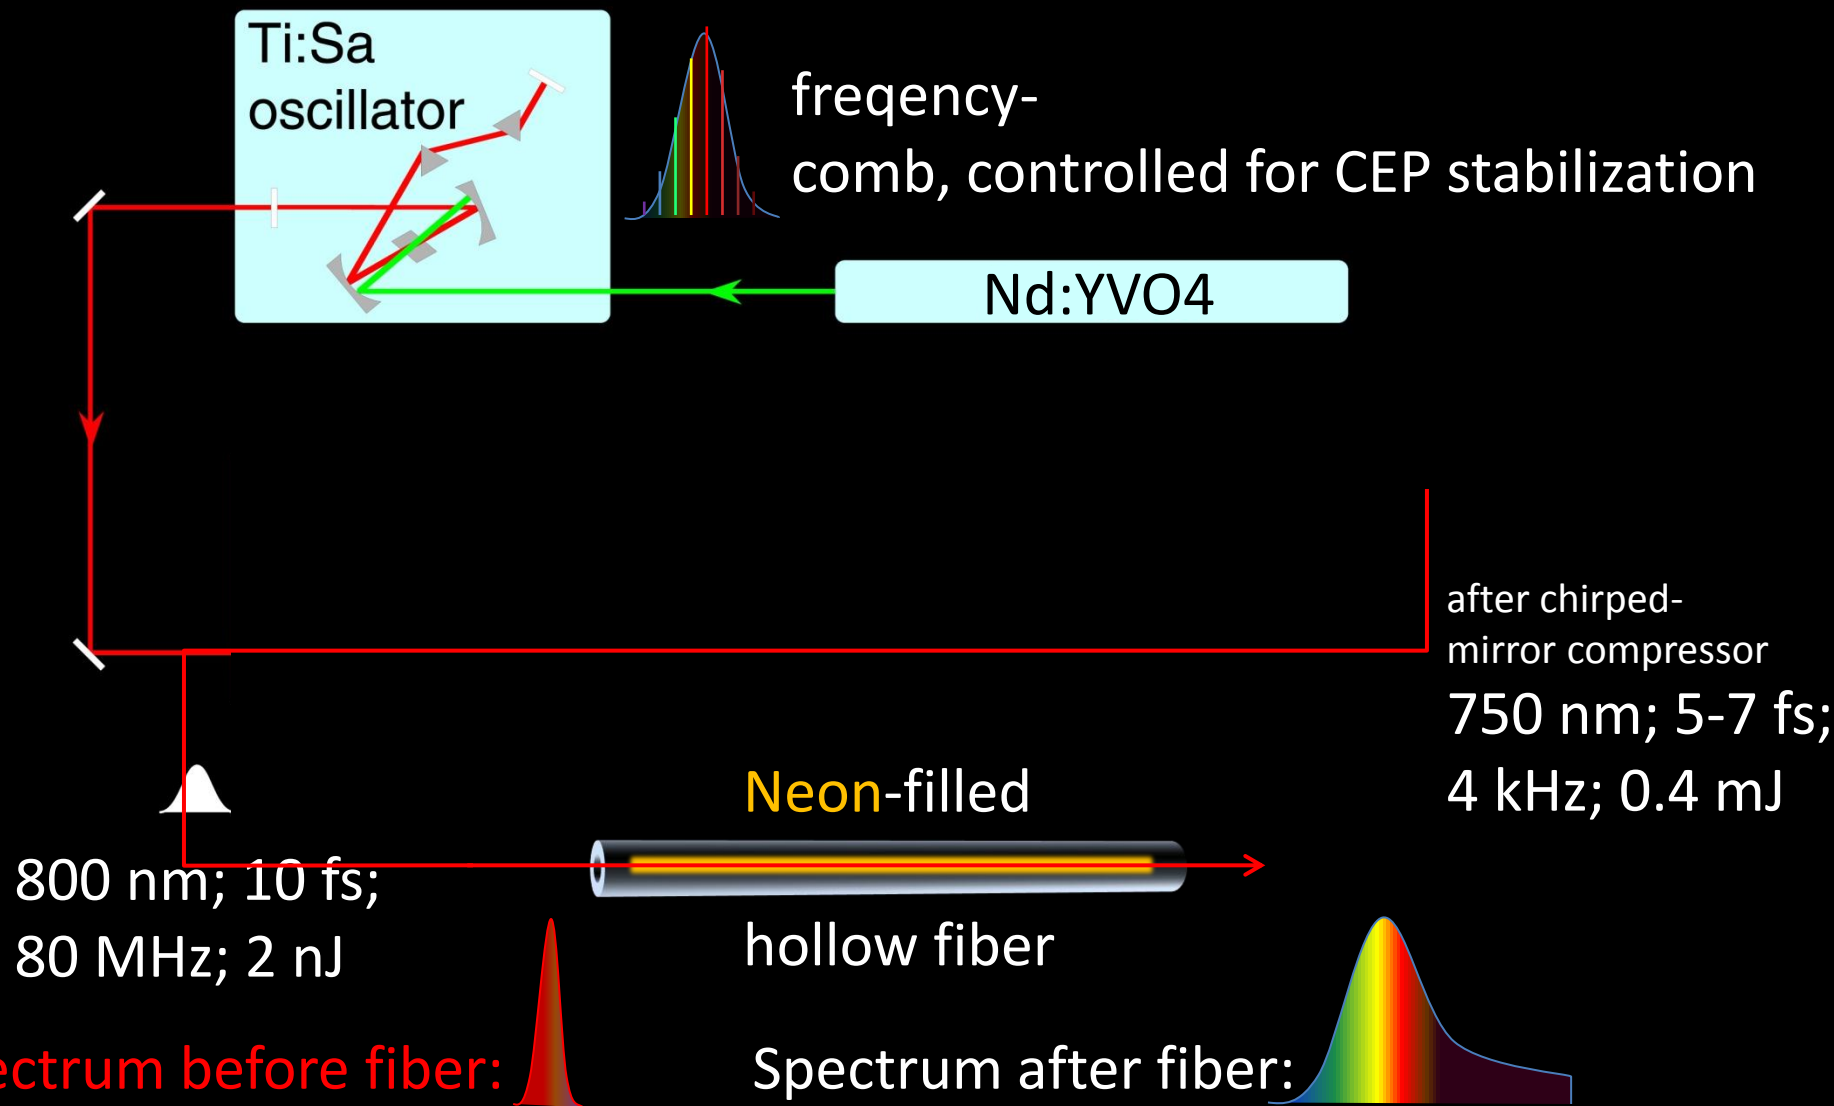 Ti:Sa
oscillator
freqency-
comb, controlled for CEP stabilization
Nd:YVO4
after chirped-
mirror compressor
750 nm; 5-7 fs;
4 kHz; 0.4 mJ
Neon-filled
hollow fiber
800 nm; 10 fs;
80 MHz; 2 nJ
ectrum before fiber:
Spectrum after fiber: